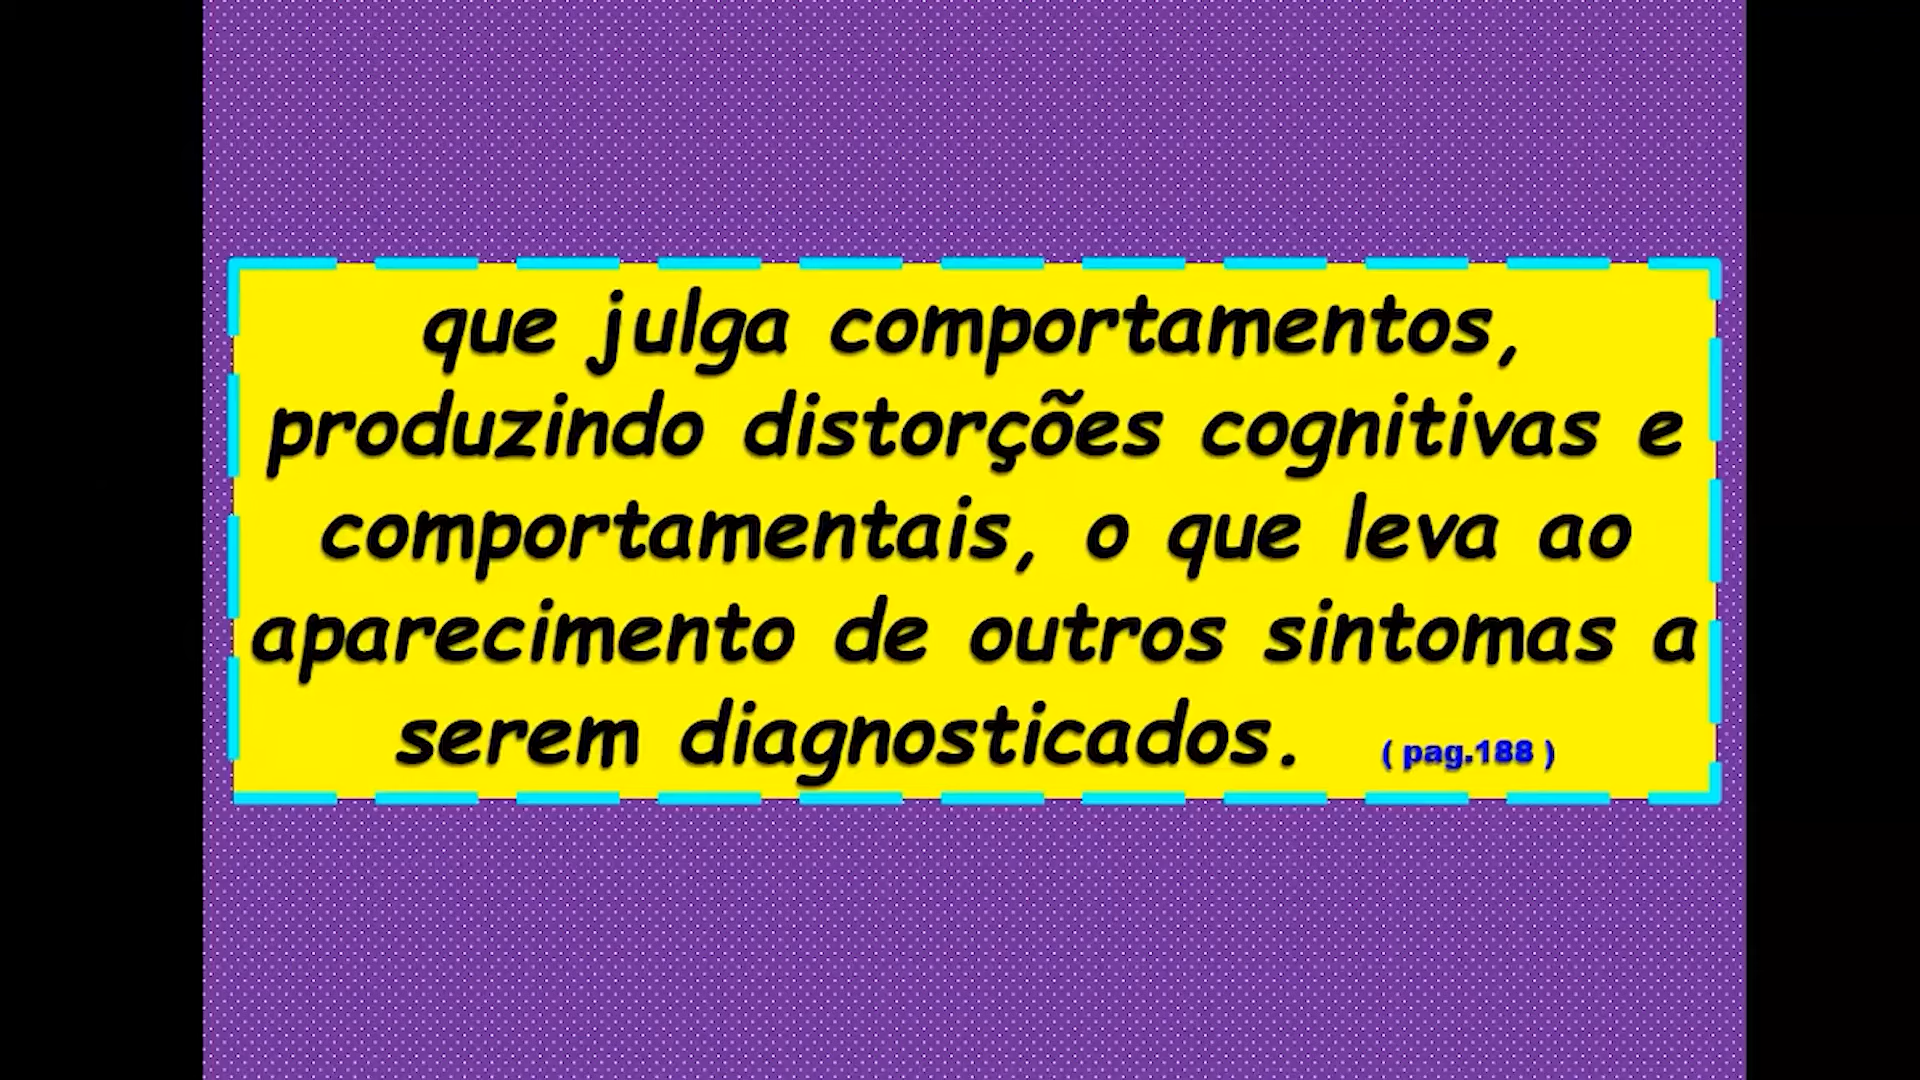 que julga comportamentos,
produzindo distorções cognitivas e
comportamentais, o que leva ao
aparecimento de outros sintomas a
serem diagnosticados. ( pag.188 )